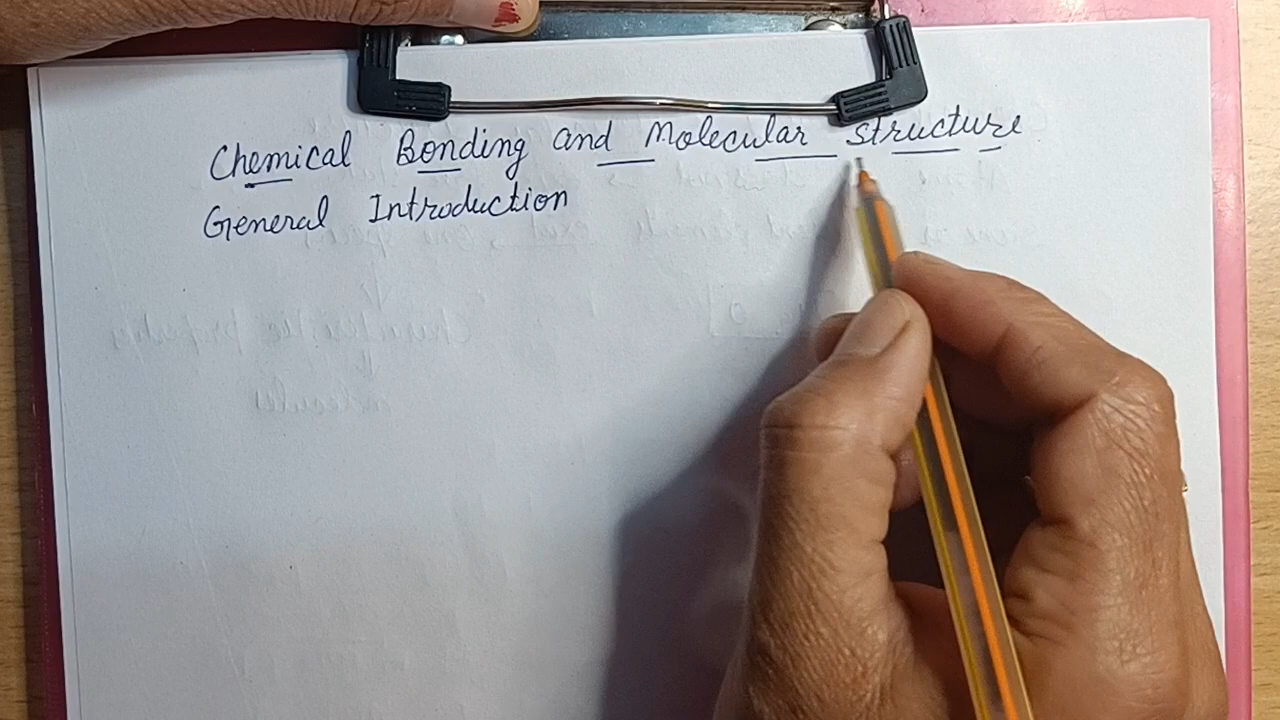 Chemical Bonding and Molecular structure
General Introduction